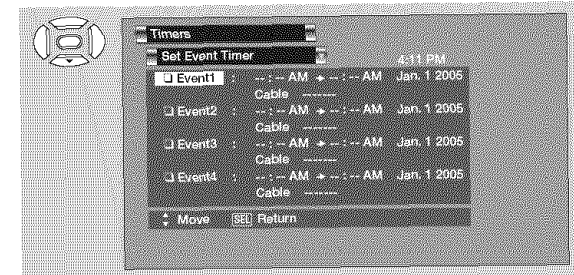 Timers
Set Event Timer
4:11 PM
❏ Event1 : --:-- AM → --:-- AM Jan. 1 2005
Cable ------
❏ Event2 : --:-- AM → --:-- AM Jan. 1 2005
Cable ------
❏ Event3 : --:-- AM → --:-- AM Jan. 1 2005
Cable ------
❏ Event4 : --:-- AM → --:-- AM Jan. 1 2005
Cable ------
Move SEL Return